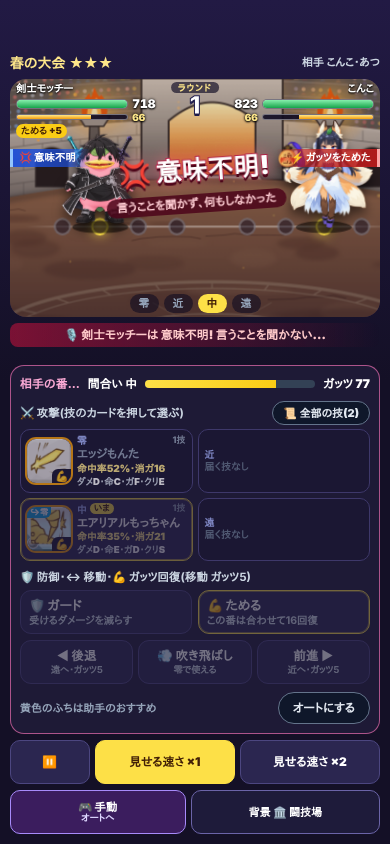 春の大会 ★★★
相手 こんこ・あつ
剣士モッチー
ラウンド
こんこ
718
1
823
66
66
ためる +5
💢 意味不明
ガッツをためた
💢 意味不明!
言うことを聞かず、何もしなかった
零 近 中 遠
🎙️ 剣士モッチーは 意味不明! 言うことを聞かない…
相手の番… 間合い 中 ガッツ 77
⚔️ 攻撃(技のカードを押して選ぶ)
📜 全部の技(2)
零 1技
エッジもんた
命中率52%・消ガ16
ダメD・命C・ガF・クリE
近
届く技なし
中 いま 1技
エアリアルもっちゃん
命中率35%・消ガ21
ダメD・命E・ガD・クリS
遠
届く技なし
🛡️ 防御・↔ 移動・💪 ガッツ回復(移動 ガッツ5)
🛡️ ガード
受けるダメージを減らす
💪 ためる
この番は合わせて16回復
◀ 後退
遠へ・ガッツ5
💨 吹き飛ばし
零で使える
前進 ▶
近へ・ガッツ5
黄色のふちは助手のおすすめ
オートにする
⏸️
見せる速さ ×1
見せる速さ ×2
🎮 手動
オートへ
背景 🏛️ 闘技場